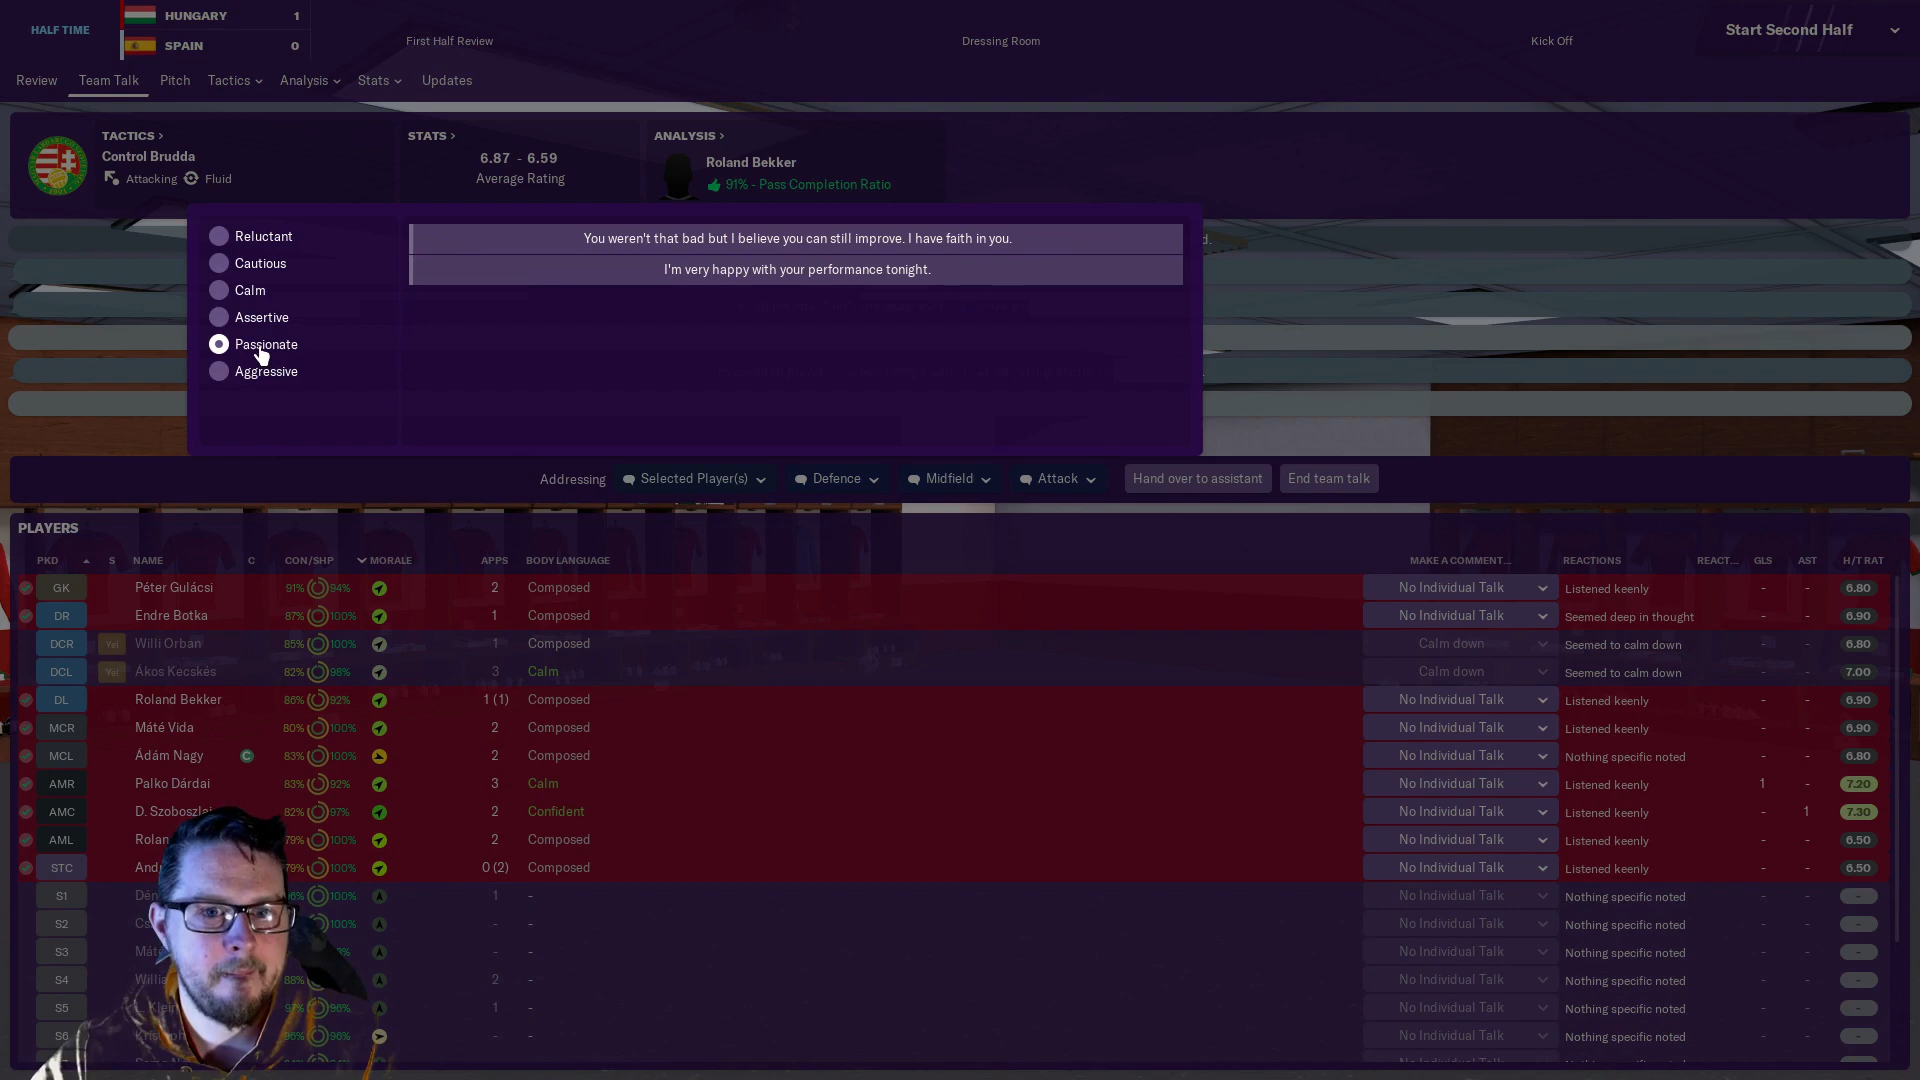 HALF TIME
HUNGARY 1
SPAIN 0
First Half Review
Dressing Room
Kick Off
Start Second Half
Review Team Talk Pitch Tactics Analysis Stats Updates
TACTICS >
Control Brudda
Attacking Fluid
STATS >
6.87 - 6.59
Average Rating
ANALYSIS >
Roland Bekker
91% - Pass Completion Ratio
Reluctant
Cautious
Calm
Assertive
Passionate
Aggressive
You weren't that bad but I believe you can still improve. I have faith in you.
I'm very happy with your performance tonight.
Addressing Selected Player(s) Defence Midfield Attack Hand over to assistant End team talk
PLAYERS
PKD S NAME C CON/SHP MORALE APPS BODY LANGUAGE MAKE A COMMENT... REACTIONS REACT... GLS AST H/T RAT
GK Péter Gulácsi 91% 94% 2 Composed No Individual Talk Listened keenly - - 6.80
DR Endre Botka 87% 100% 1 Composed No Individual Talk Seemed deep in thought - - 6.90
DCR Yel Willi Orban 85% 100% 1 Composed Calm down Seemed to calm down - - 6.80
DCL Yel Ákos Kecskés 82% 98% 3 Calm Calm down Seemed to calm down - - 7.00
DL Roland Bekker 86% 92% 1 (1) Composed No Individual Talk Listened keenly - - 6.90
MCR Máté Vida 80% 100% 2 Composed No Individual Talk Listened keenly - - 6.90
MCL Ádám Nagy C 83% 100% 2 Composed No Individual Talk Nothing specific noted - - 6.80
AMR Palko Dárdai 83% 92% 3 Calm No Individual Talk Listened keenly 1 - 7.20
AMC D. Szoboszlai 82% 97% 2 Confident No Individual Talk Listened keenly - 1 7.30
AML Rolan 79% 100% 2 Composed No Individual Talk Listened keenly - - 6.50
STC And 79% 100% 0 (2) Composed No Individual Talk Listened keenly - - 6.50
S1 Dén 100% 1 - No Individual Talk Nothing specific noted - - -
S2 100% - - No Individual Talk Nothing specific noted - - -
S3 Máté - - No Individual Talk Nothing specific noted - - -
S4 Willia 88% 2 - No Individual Talk Nothing specific noted - - -
S5 L. Klein 97% 96% 1 - No Individual Talk Nothing specific noted - - -
S6 96% 96% - - No Individual Talk Nothing specific noted - - -